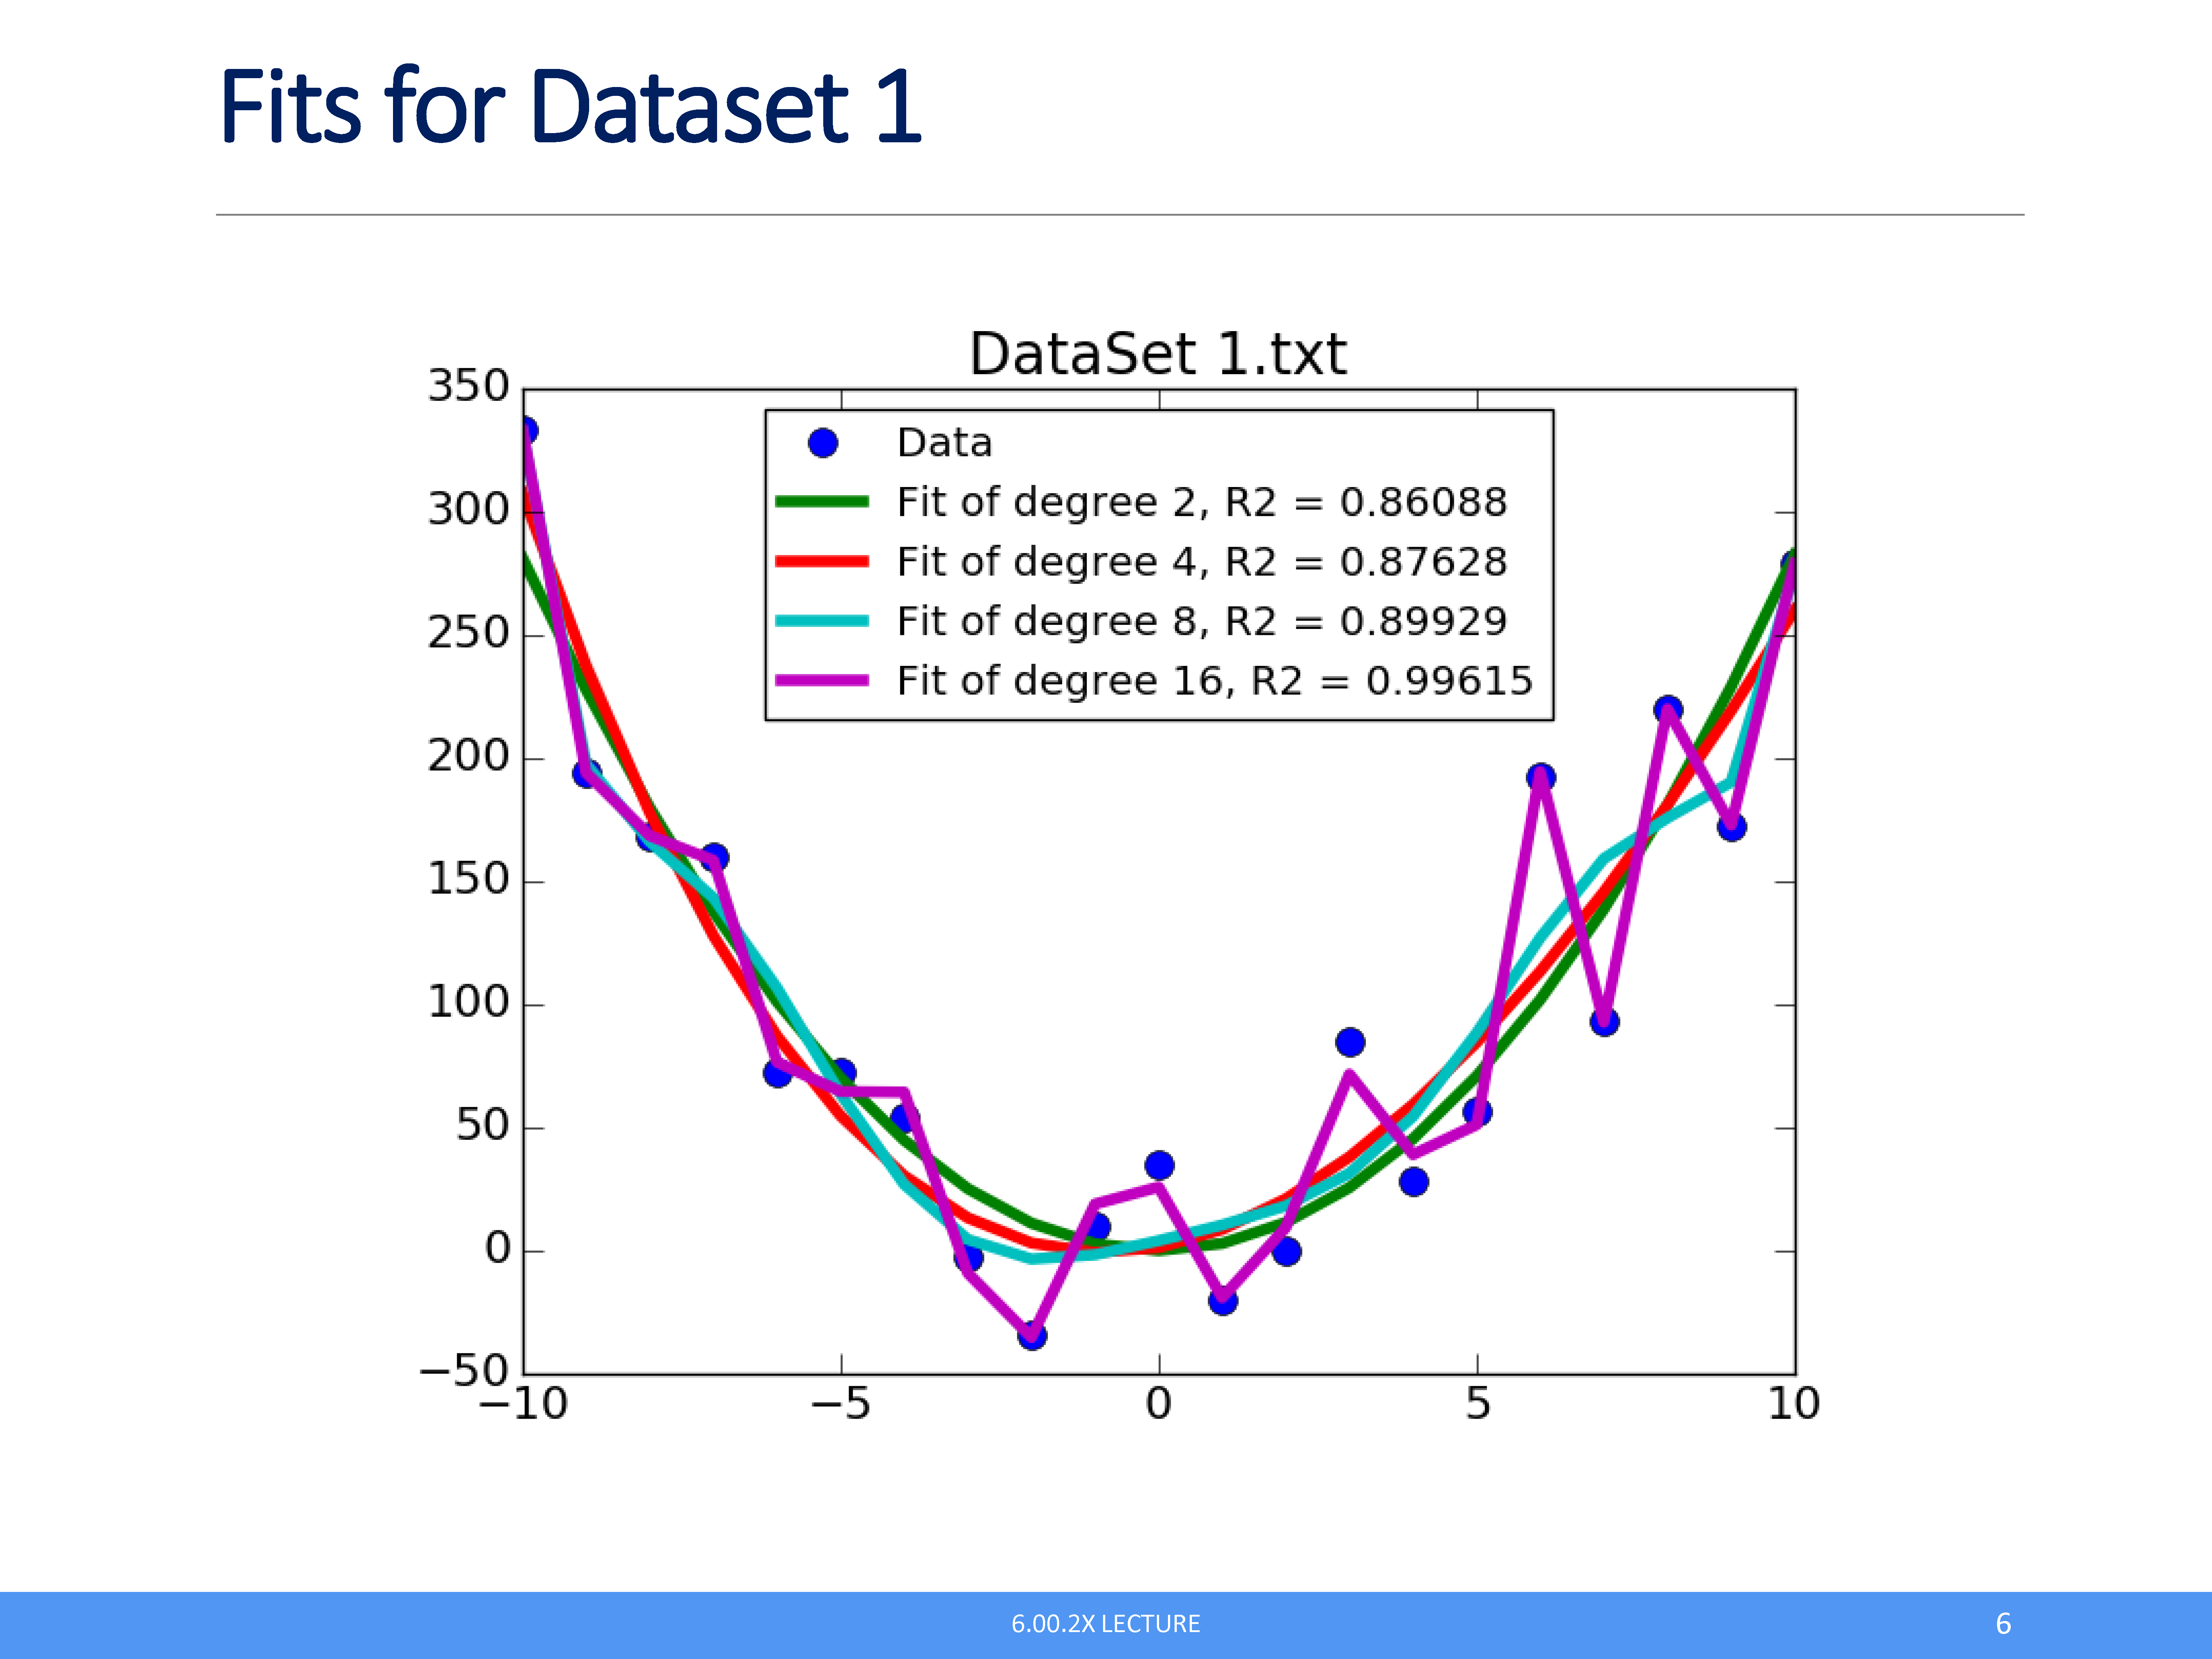 Fits for Dataset 1
DataSet 1.txt
350
300
250
200
150
100
50
0
−50
−10
−5
0
5
10
Data
Fit of degree 2, R2 = 0.86088
Fit of degree 4, R2 = 0.87628
Fit of degree 8, R2 = 0.89929
Fit of degree 16, R2 = 0.99615
6.00.2X LECTURE
6